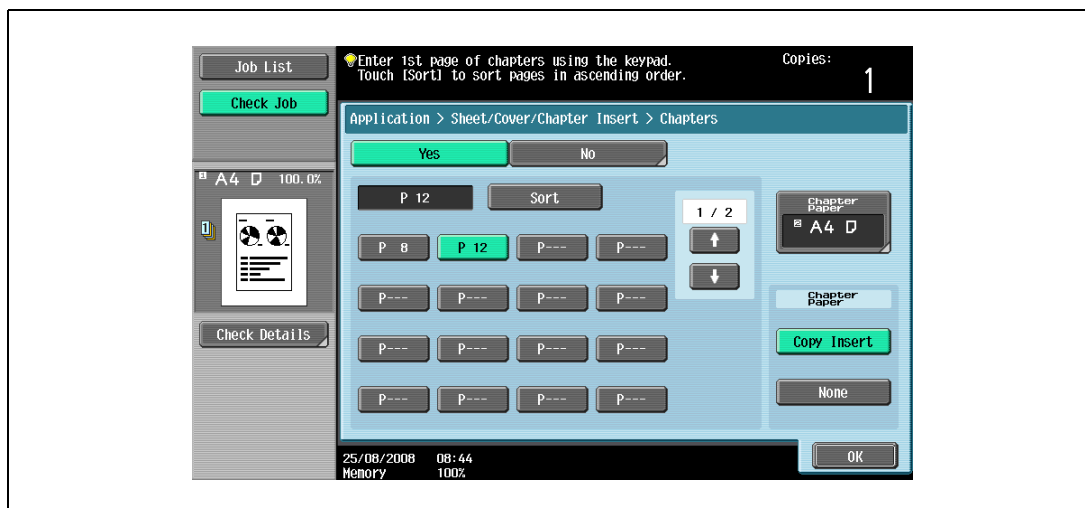 Job List
Check Job
Enter 1st page of chapters using the keypad.
Touch [Sort] to sort pages in ascending order.
Copies:
1
Application > Sheet/Cover/Chapter Insert > Chapters
Yes
No
A4 100.0%
1
P 12
Sort
1 / 2
Chapter
Paper
2 A4
P 8
P 12
P---
P---
P---
P---
P---
P---
Chapter
Paper
Check Details
P---
P---
P---
P---
Copy Insert
P---
P---
P---
P---
None
25/08/2008 08:44
Memory 100%
OK